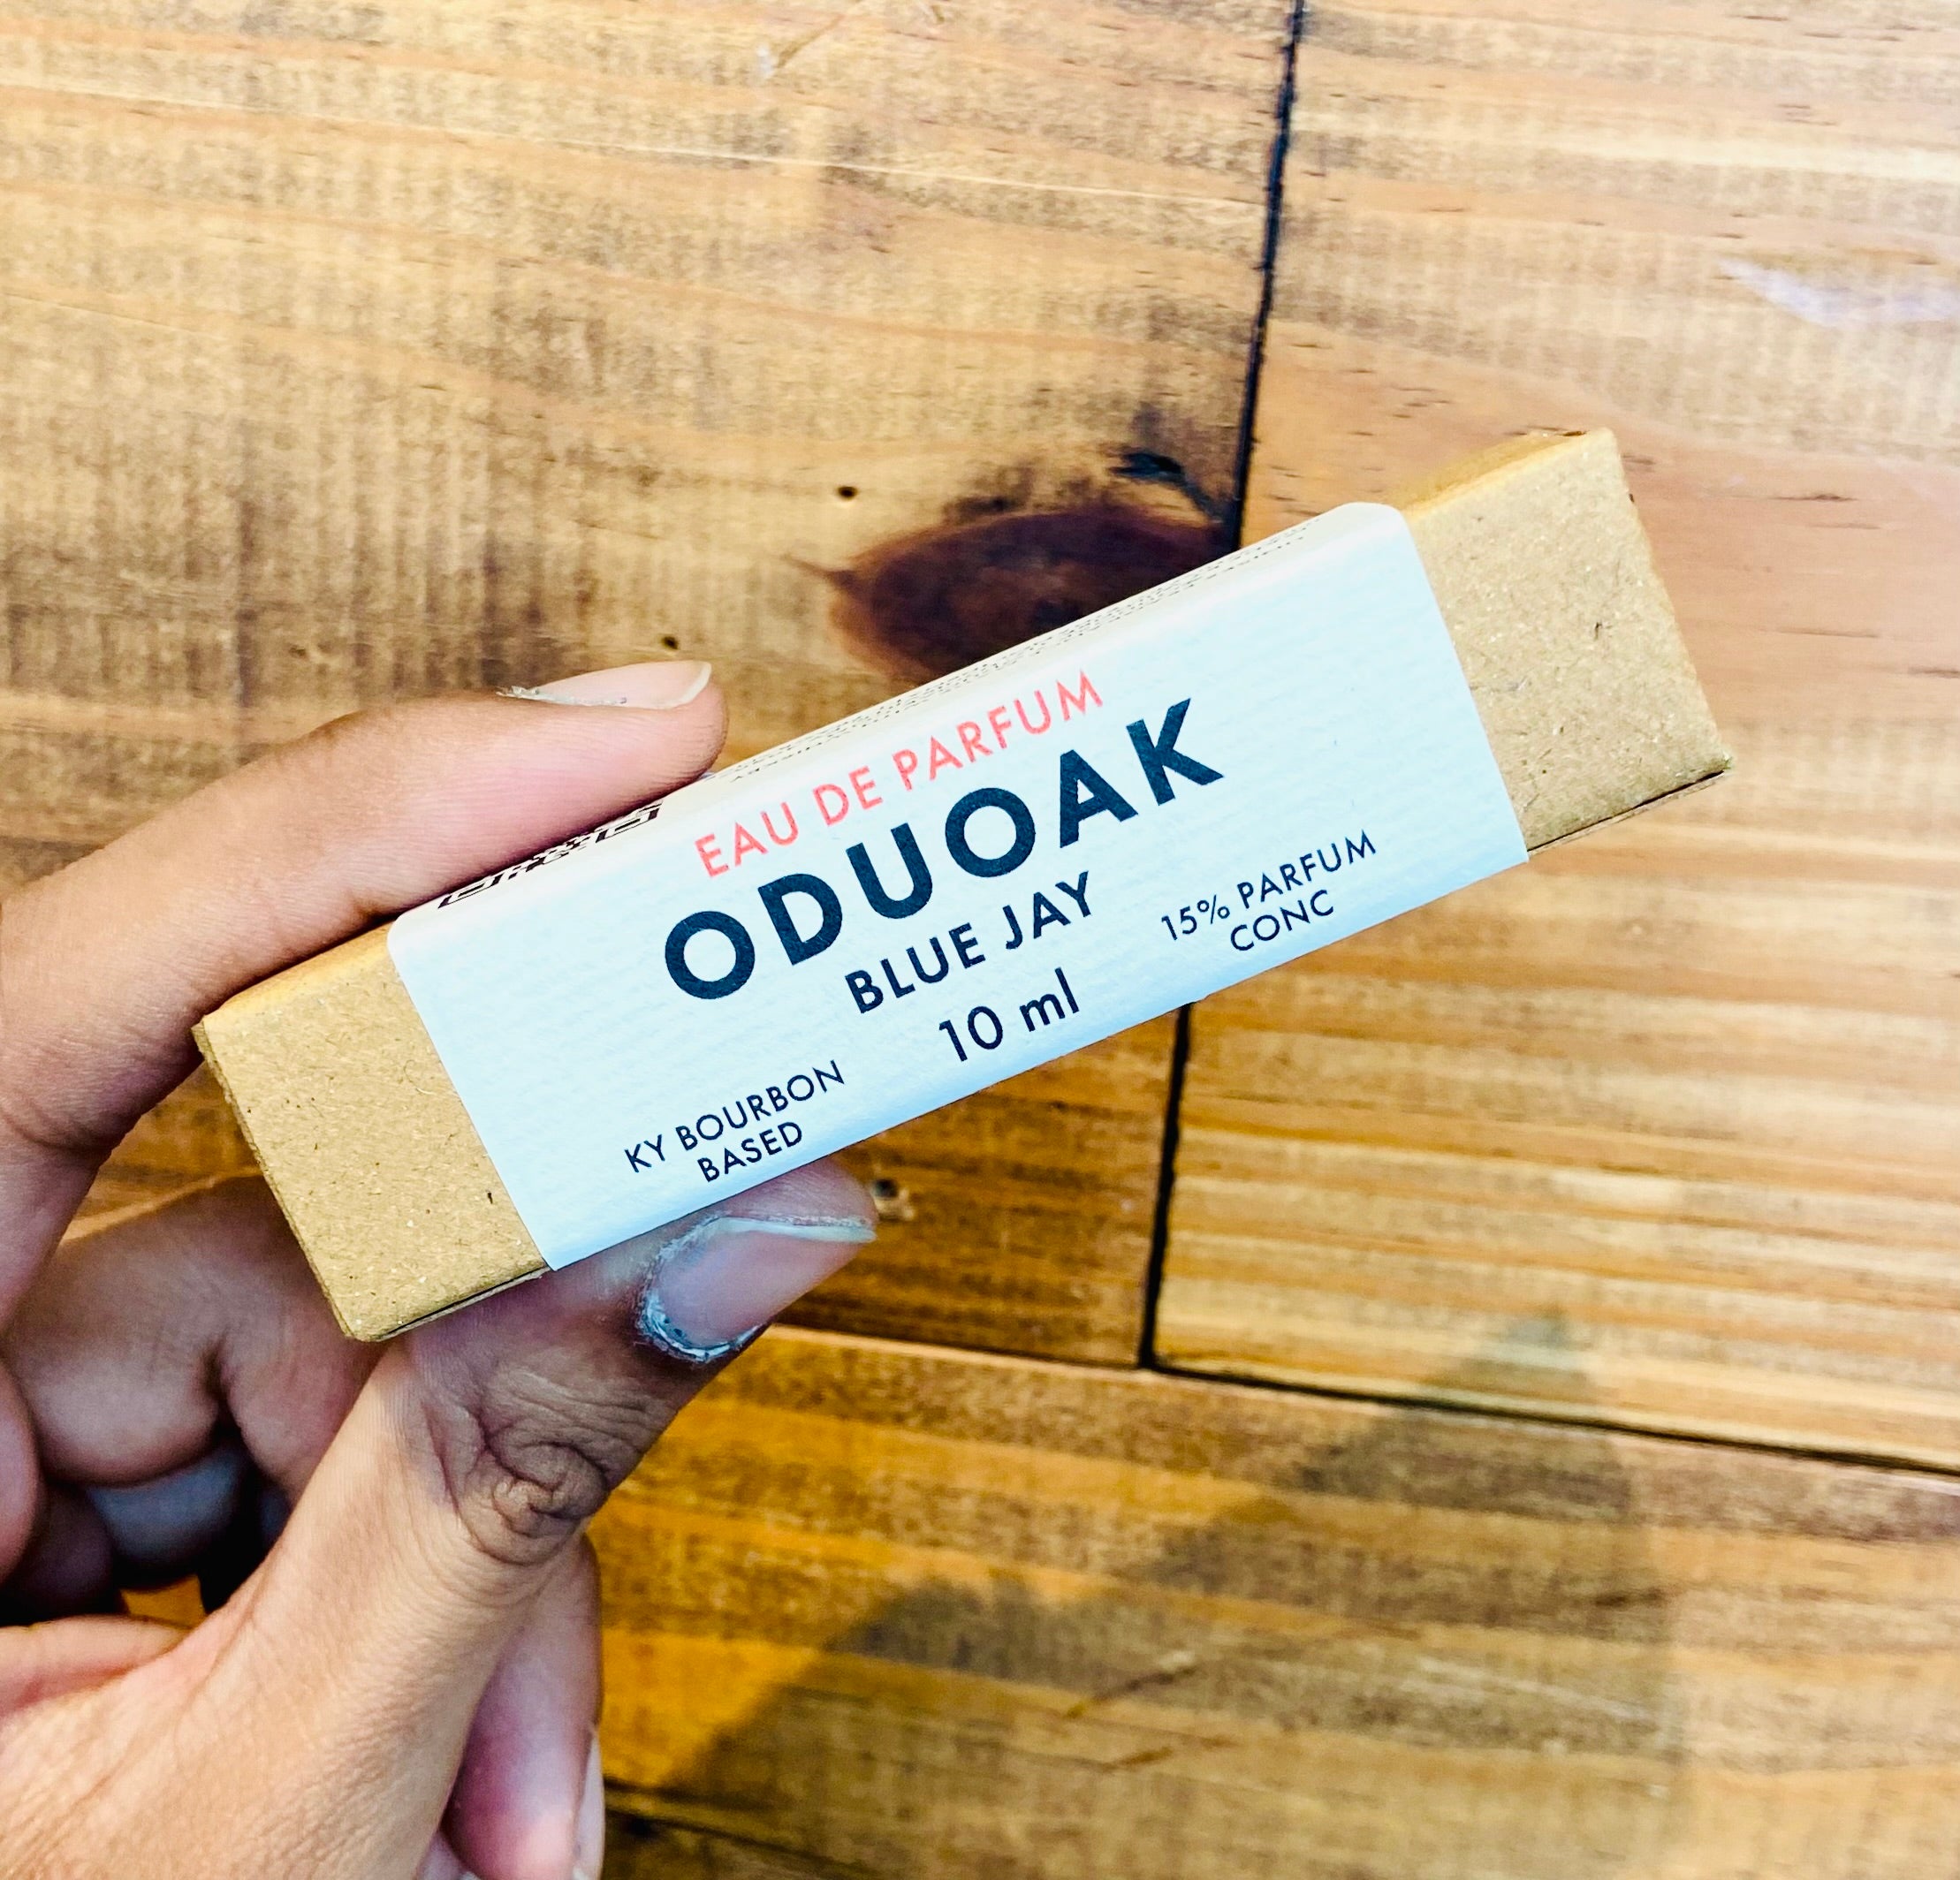 EAU DE PARFUM
ODUOAK
BLUE JAY
10 ml
15% PARFUM
CONC
KY BOURBON
BASED